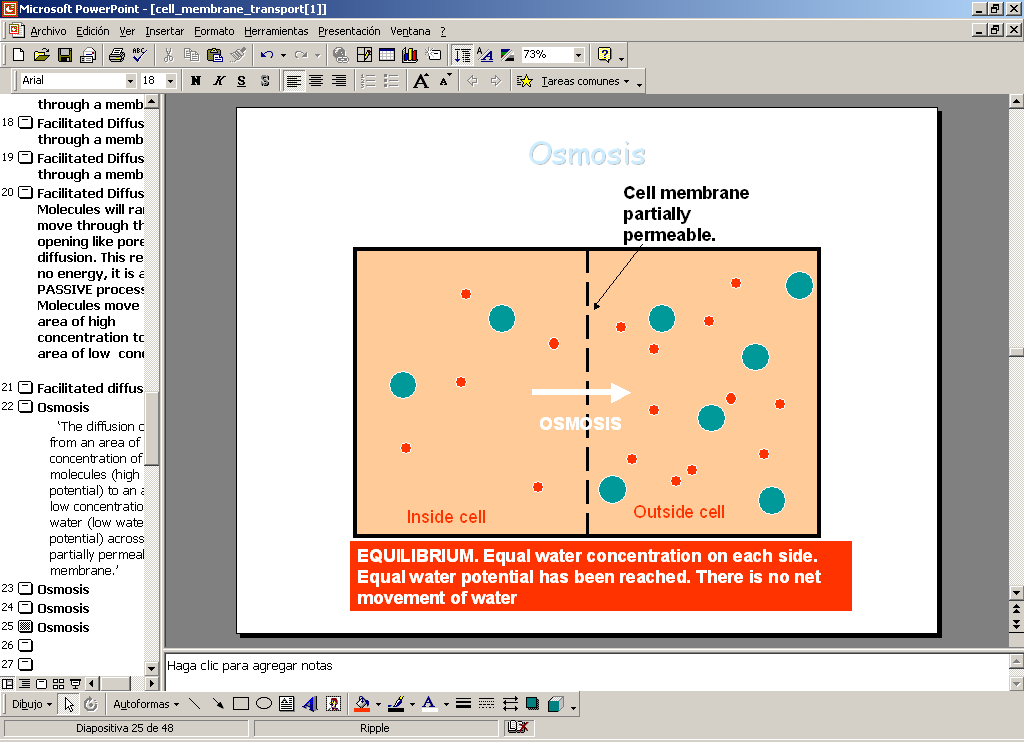 Microsoft PowerPoint - [cell_membrane_transport[1]]
Archivo Edición Ver Insertar Formato Herramientas Presentación Ventana ?
73%
Arial 18 N K S S A A Tareas comunes
through a memb
18 Facilitated Diffus
through a memb
19 Facilitated Diffus
through a memb
20 Facilitated Diffus
Molecules will ra
move through th
opening like pore
diffusion. This re
no energy, it is a
PASSIVE process
Molecules move
area of high
concentration to
area of low con
21 Facilitated diffus
22 Osmosis
‘The diffusion o
from an area of
concentration of
molecules (high
potential) to an a
low concentratio
water (low wate
potential) across
partially permeal
membrane.’
23 Osmosis
24 Osmosis
25 Osmosis
26
27
Osmosis
Cell membrane
partially
permeable.
OSMOSIS
Inside cell
Outside cell
EQUILIBRIUM. Equal water concentration on each side.
Equal water potential has been reached. There is no net
movement of water
Haga clic para agregar notas
Dibujo Autoformas
Diapositiva 25 de 48 Ripple